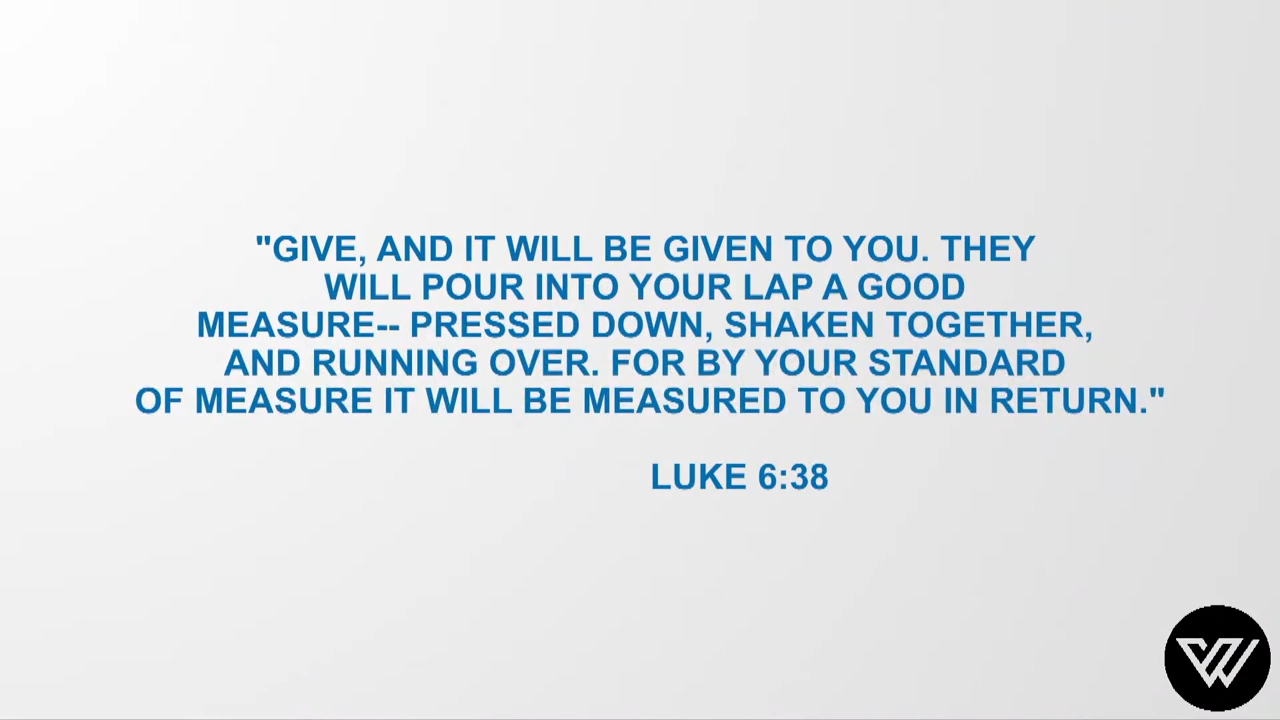 "GIVE, AND IT WILL BE GIVEN TO YOU. THEY
WILL POUR INTO YOUR LAP A GOOD
MEASURE-- PRESSED DOWN, SHAKEN TOGETHER,
AND RUNNING OVER. FOR BY YOUR STANDARD
OF MEASURE IT WILL BE MEASURED TO YOU IN RETURN."
LUKE 6:38